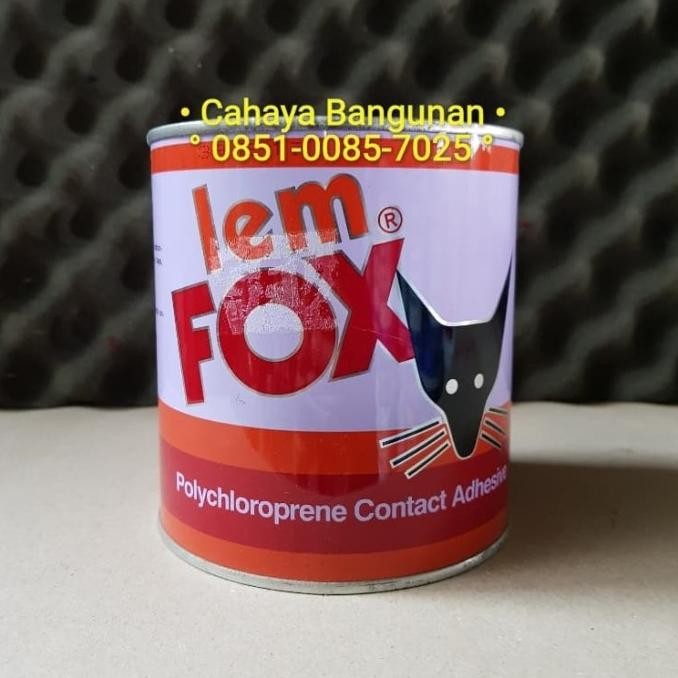 • Cahaya Bangunan •
° 0851-0085-7025 °
lem
FOX®
Polychloroprene Contact Adhesive